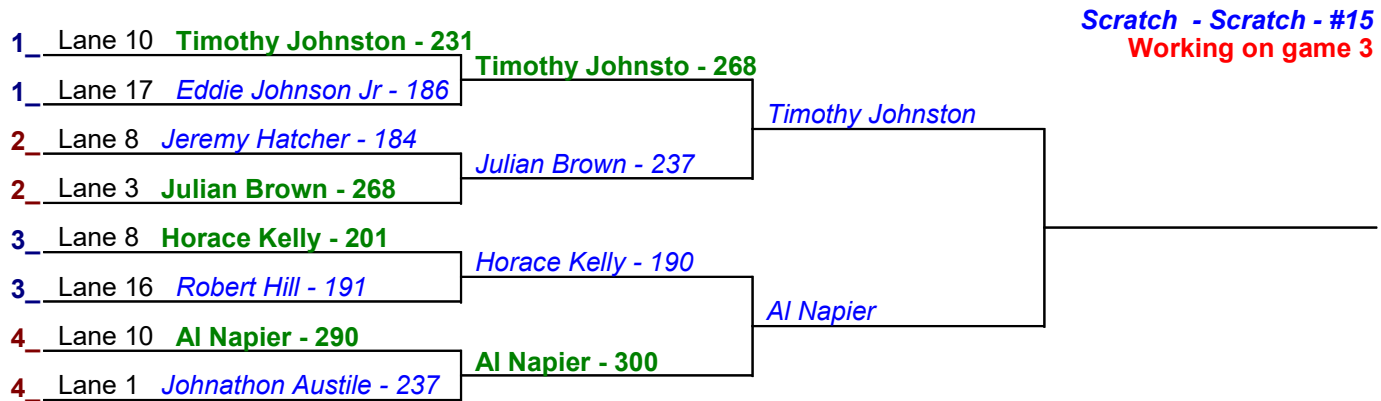 Scratch - Scratch - #15
Working on game 3
1_ Lane 10 Timothy Johnston - 231
Timothy Johnsto - 268
1_ Lane 17 Eddie Johnson Jr - 186
Timothy Johnston
2_ Lane 8 Jeremy Hatcher - 184
Julian Brown - 237
2_ Lane 3 Julian Brown - 268
3_ Lane 8 Horace Kelly - 201
Horace Kelly - 190
3_ Lane 16 Robert Hill - 191
Al Napier
4_ Lane 10 Al Napier - 290
Al Napier - 300
4_ Lane 1 Johnathon Austile - 237